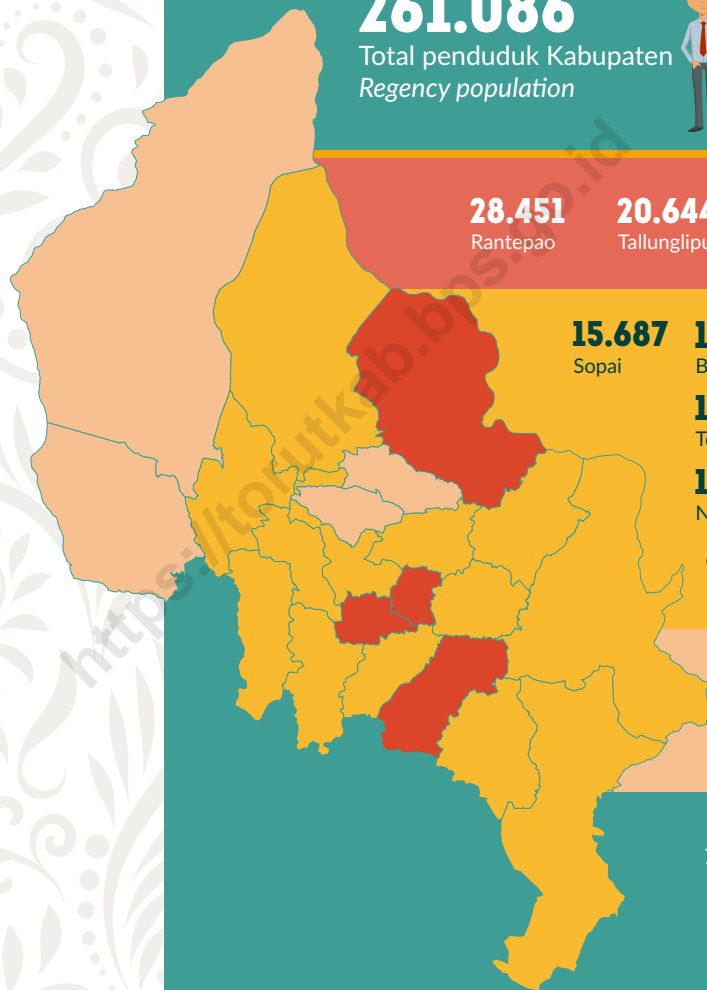 261.086
Total penduduk Kabupaten
Regency population
28.451
Rantepao
20.644
15.687
Sopai
https://torutkab.bps.go.id